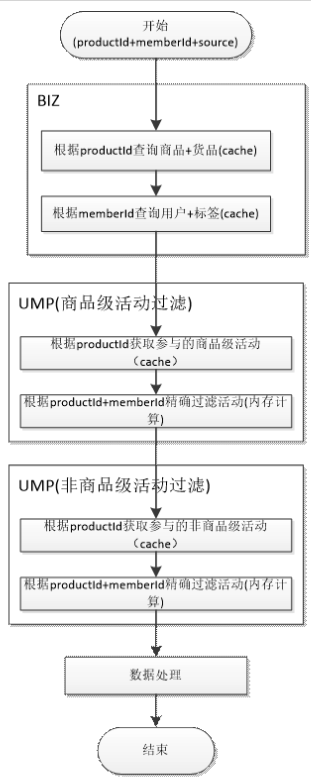 开始
(productId+memberId+source)
BIZ
根据productId查询商品+货品(cache)
根据memberId查询用户+标签(cache)
UMP(商品级活动过滤)
根据productId获取参与的商品级活动
（cache）
根据productId+memberId精确过滤活动(内存计
算)
UMP(非商品级活动过滤)
根据productId获取参与的非商品级活动
（cache）
根据productId+memberId精确过滤活动(内存计
算)
数据处理
结束